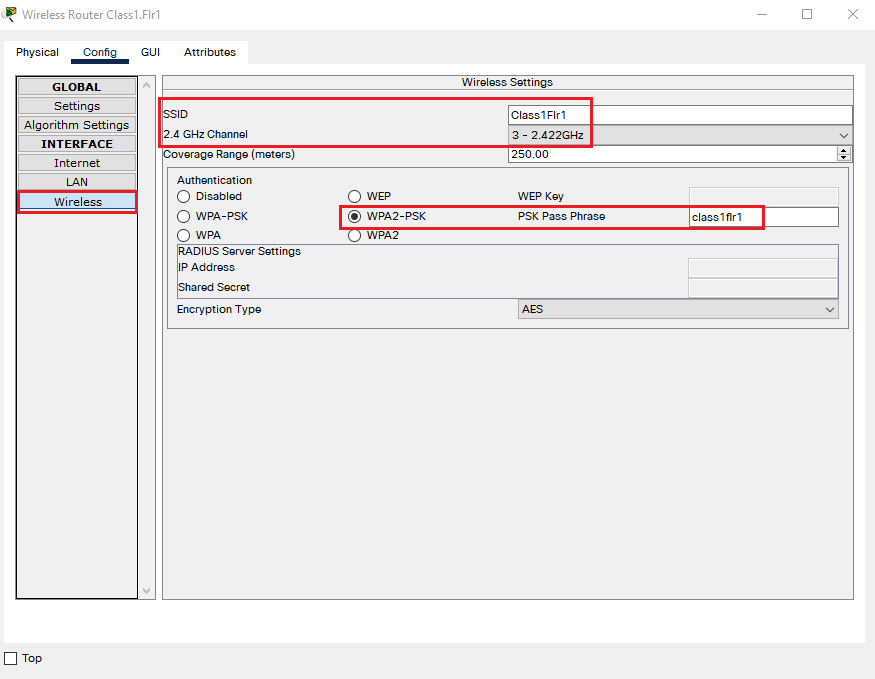 Wireless Router Class1.Flr1
Physical Config GUI Attributes
GLOBAL
Settings
Algorithm Settings
INTERFACE
Internet
LAN
Wireless
Wireless Settings
SSID Class1Flr1
2.4 GHz Channel 3 - 2.422GHz
Coverage Range (meters) 250.00
Authentication
Disabled WEP WEP Key
WPA-PSK WPA2-PSK PSK Pass Phrase class1flr1
WPA WPA2
RADIUS Server Settings
IP Address
Shared Secret
Encryption Type AES
Top